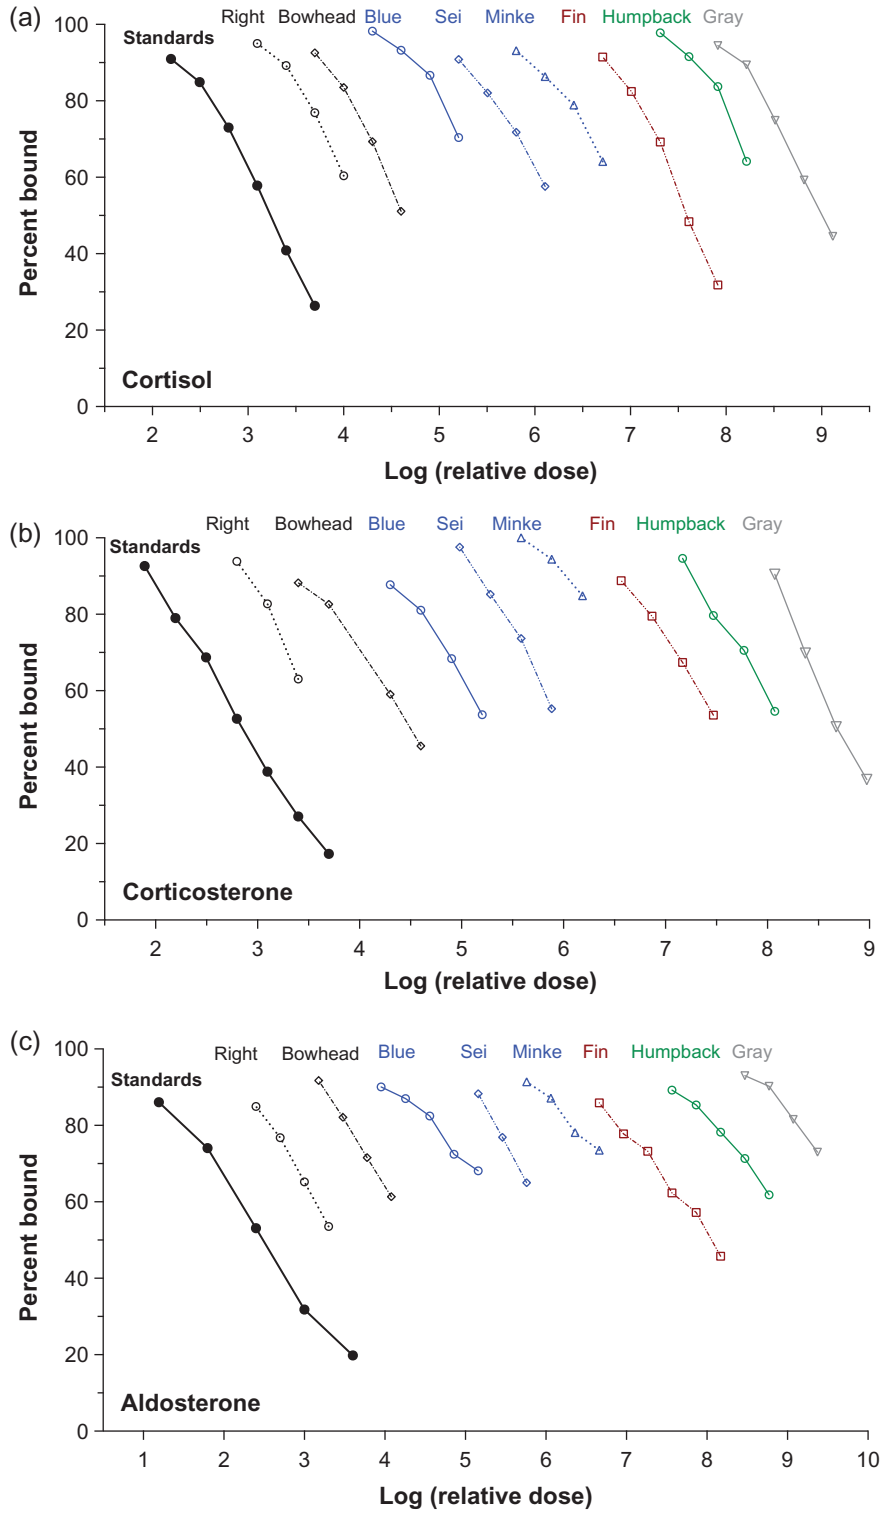 (a)
Right Bowhead Blue Sei Minke Fin Humpback Gray
Standards
100
80
60
40
20
0
Percent bound
Cortisol
2 3 4 5 6 7 8 9
Log (relative dose)
(b)
Right Bowhead Blue Sei Minke Fin Humpback Gray
Standards
100
80
60
40
20
0
Percent bound
Corticosterone
2 3 4 5 6 7 8 9
Log (relative dose)
(c)
Right Bowhead Blue Sei Minke Fin Humpback Gray
Standards
100
80
60
40
20
0
Percent bound
Aldosterone
1 2 3 4 5 6 7 8 9 10
Log (relative dose)